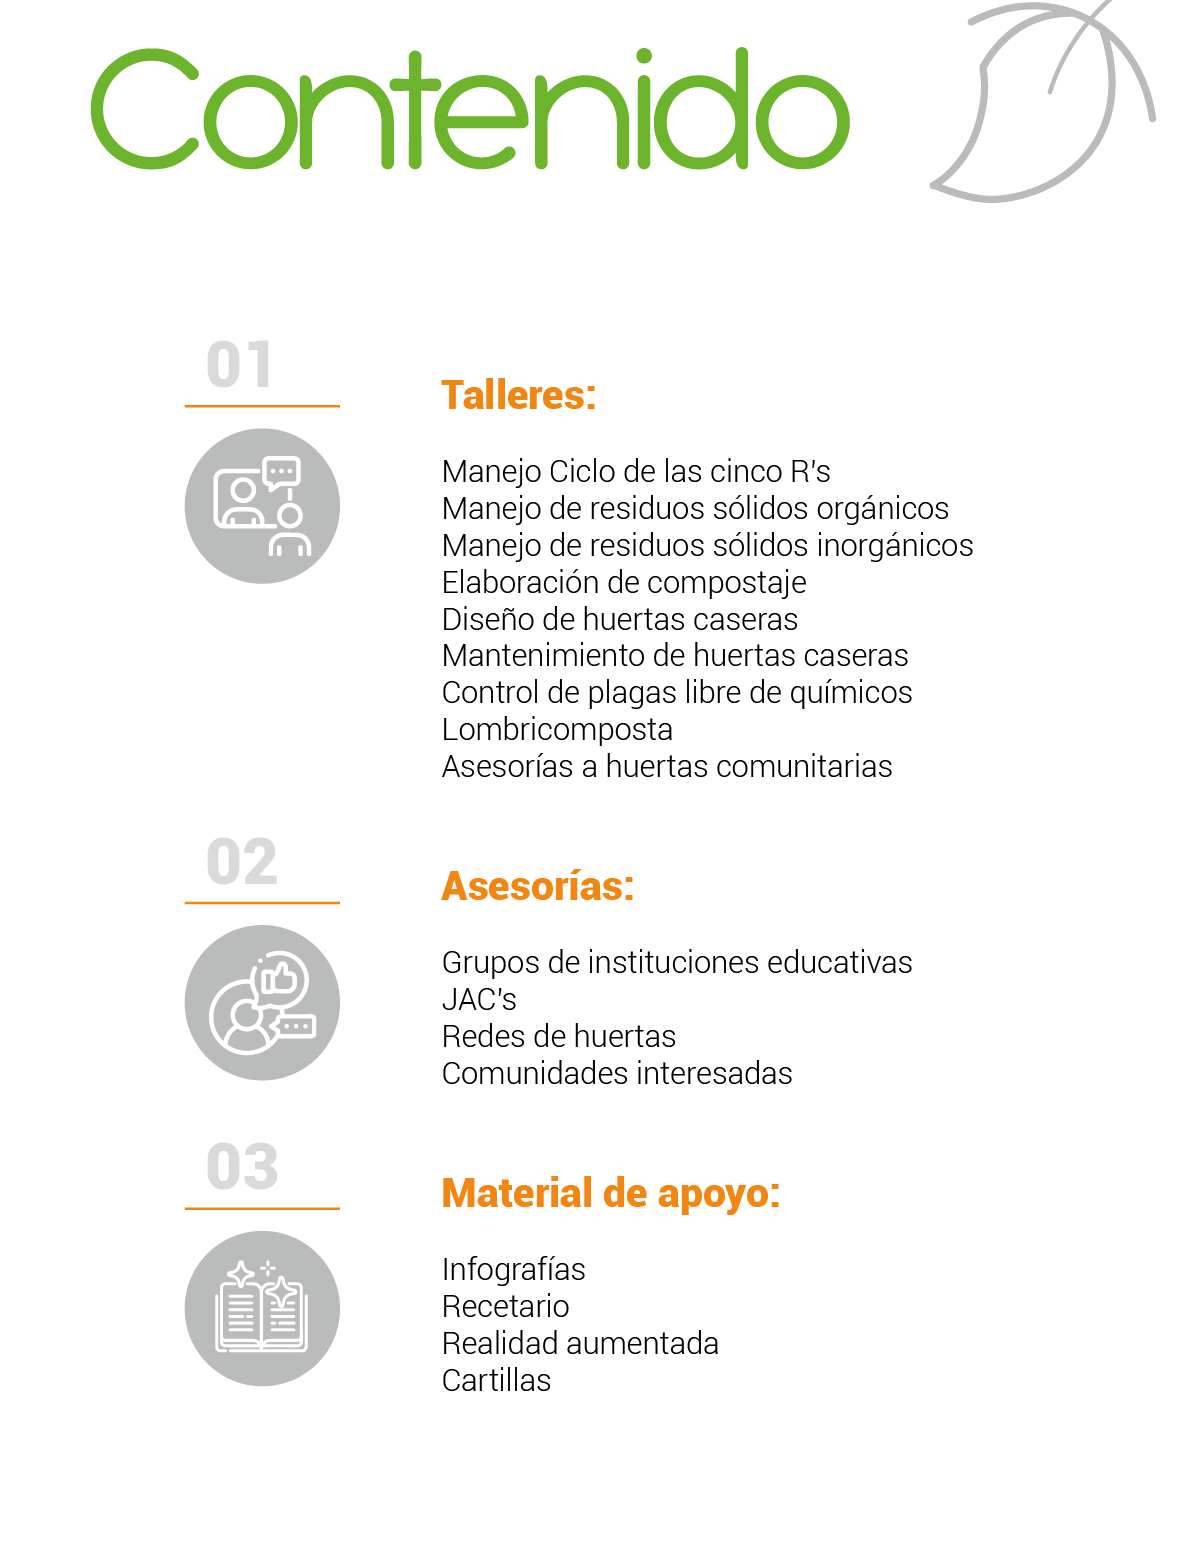 Contenido
01
Talleres:
Manejo Ciclo de las cinco R's
Manejo de residuos sólidos orgánicos
Manejo de residuos sólidos inorgánicos
Elaboración de compostaje
Diseño de huertas caseras
Mantenimiento de huertas caseras
Control de plagas libre de químicos
Lombricomposta
Asesorías a huertas comunitarias
02
Asesorías:
Grupos de instituciones educativas
JAC's
Redes de huertas
Comunidades interesadas
03
Material de apoyo:
Infografías
Recetario
Realidad aumentada
Cartillas